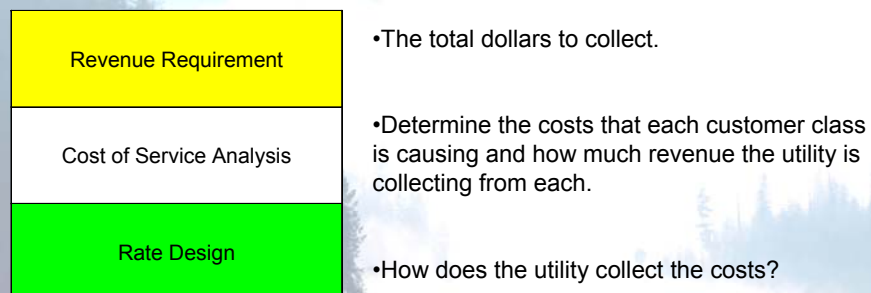 Revenue Requirement
•The total dollars to collect.
Cost of Service Analysis
•Determine the costs that each customer class
is causing and how much revenue the utility is
collecting from each.
Rate Design
•How does the utility collect the costs?